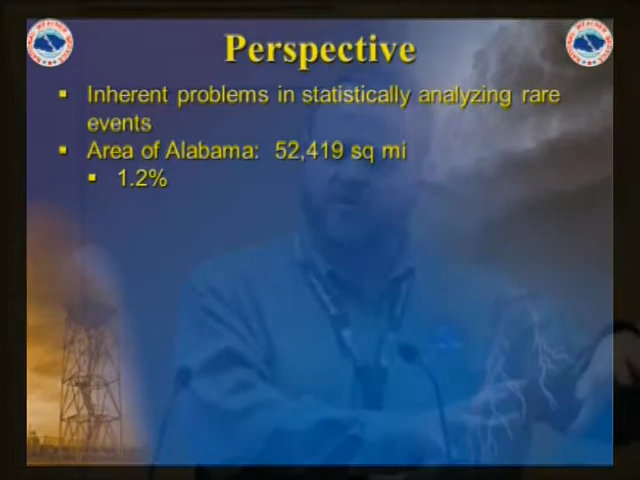 Perspective
▪ Inherent problems in statistically analyzing rare
events
▪ Area of Alabama: 52,419 sq mi
▪ 1.2%